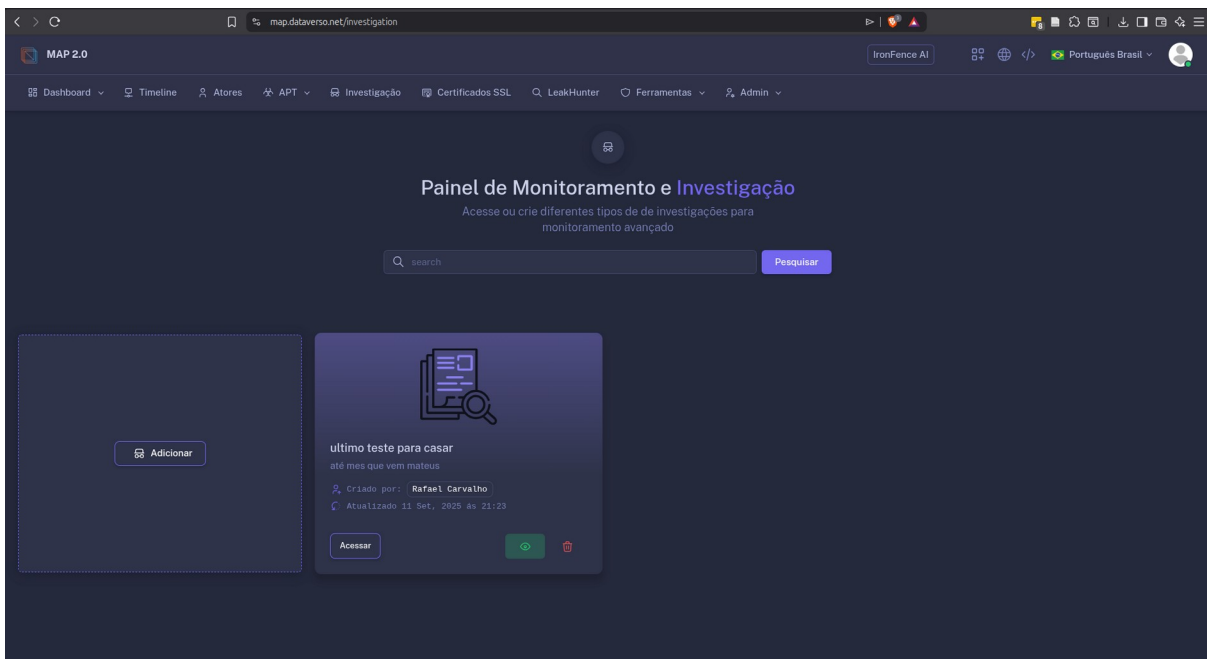 map.dataverso.net/investigation
MAP 2.0
IronFence AI
Português Brasil
Dashboard
Timeline
Atores
APT
Investigação
Certificados SSL
LeakHunter
Ferramentas
Admin
Painel de Monitoramento e Investigação
Acesse ou crie diferentes tipos de de investigações para
monitoramento avançado
search
Pesquisar
Adicionar
ultimo teste para casar
até mes que vem mateus
Criado por: Rafael Carvalho
Atualizado 11 Set, 2025 às 21:23
Acessar